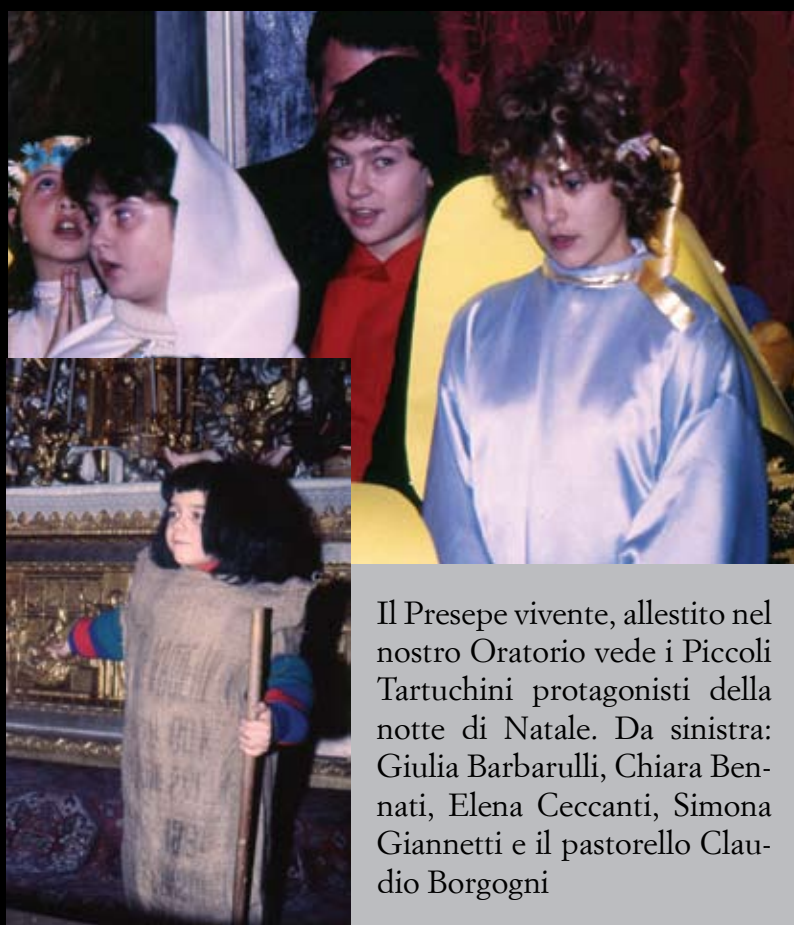 Il Presepe vivente, allestito nel
nostro Oratorio vede i Piccoli
Tartuchini protagonisti della
notte di Natale. Da sinistra:
Giulia Barbarulli, Chiara Ben-
nati, Elena Ceccanti, Simona
Giannetti e il pastorello Clau-
dio Borgogni